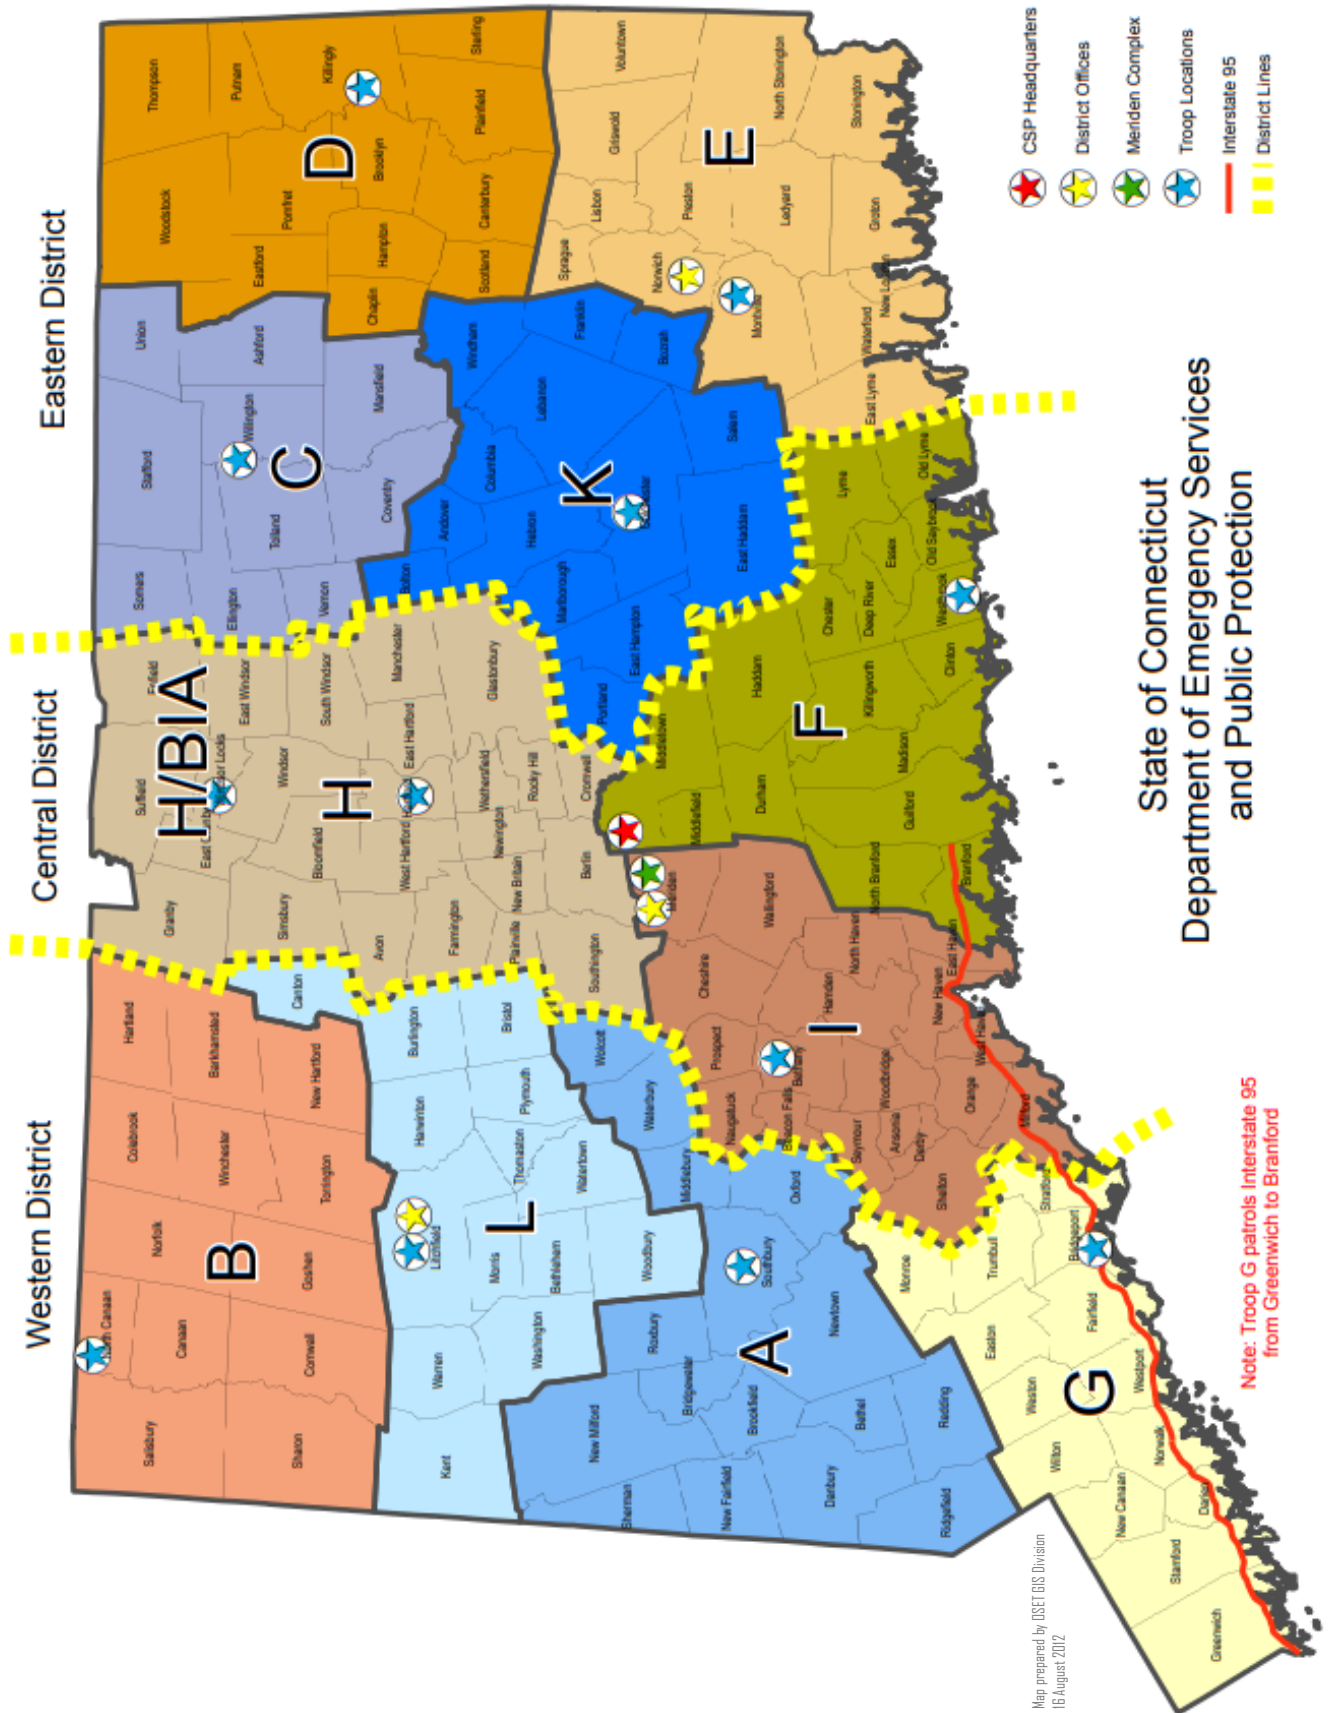 Western District
Central District
Eastern District
North Canaan
Salisbury
Canaan
Norfolk
Colebrook
Hartland
Sharon
Cornwall
Goshen
Winchester
Torrington
Barkhamsted
New Hartford
B
Granby
Suffield
Enfield
East Granby
H/BIA
Simsbury
Windsor
East Windsor
Bloomfield
South Windsor
H
Avon
West Hartford
East Hartford
Manchester
Farmington
Newington
Wethersfield
Glastonbury
Plainville
New Britain
Rocky Hill
Southington
Berlin
Cromwell
Somers
Stafford
Union
Ellington
Tolland
Willington
Ashford
Vernon
Coventry
Mansfield
C
Woodstock
Thompson
Putnam
Eastford
Pomfret
Killingly
D
Chaplin
Hampton
Brooklyn
Scotland
Canterbury
Plainfield
Sterling
Canton
Kent
Warren
Litchfield
Harwinton
Burlington
Morris
Thomaston
Plymouth
Bristol
L
Washington
Bethlehem
Watertown
Woodbury
New Milford
Roxbury
Sherman
Bridgewater
New Fairfield
Brookfield
Southbury
Middlebury
Waterbury
Wolcott
Oxford
A
Danbury
Bethel
Newtown
Ridgefield
Redding
Meriden
Cheshire
Prospect
Naugatuck
Wallingford
Beacon Falls
Bethany
Hamden
North Haven
I
Seymour
Woodbridge
Ansonia
Derby
Shelton
Orange
New Haven
East Haven
West Haven
Milford
Bolton
Andover
Columbia
Windham
Hebron
Lebanon
Franklin
Marlborough
K
Bozrah
East Hampton
Portland
East Haddam
Salem
Middletown
Middlefield
Durham
Haddam
F
Chester
Lyme
Deep River
Essex
North Branford
Guilford
Madison
Killingworth
Old Saybrook
Old Lyme
Branford
Clinton
Westbrook
Sprague
Lisbon
Griswold
Voluntown
Norwich
Preston
E
Montville
Ledyard
North Stonington
East Lyme
Waterford
New London
Groton
Stonington
Monroe
Trumbull
Stratford
Bridgeport
Easton
Fairfield
Weston
Westport
G
Wilton
Norwalk
New Canaan
Darien
Stamford
Greenwich
CSP Headquarters
District Offices
Meriden Complex
Troop Locations
Interstate 95
District Lines
State of Connecticut
Department of Emergency Services
and Public Protection
Note: Troop G patrols Interstate 95
from Greenwich to Branford
Map prepared by DSET GIS Division
16 August 2012